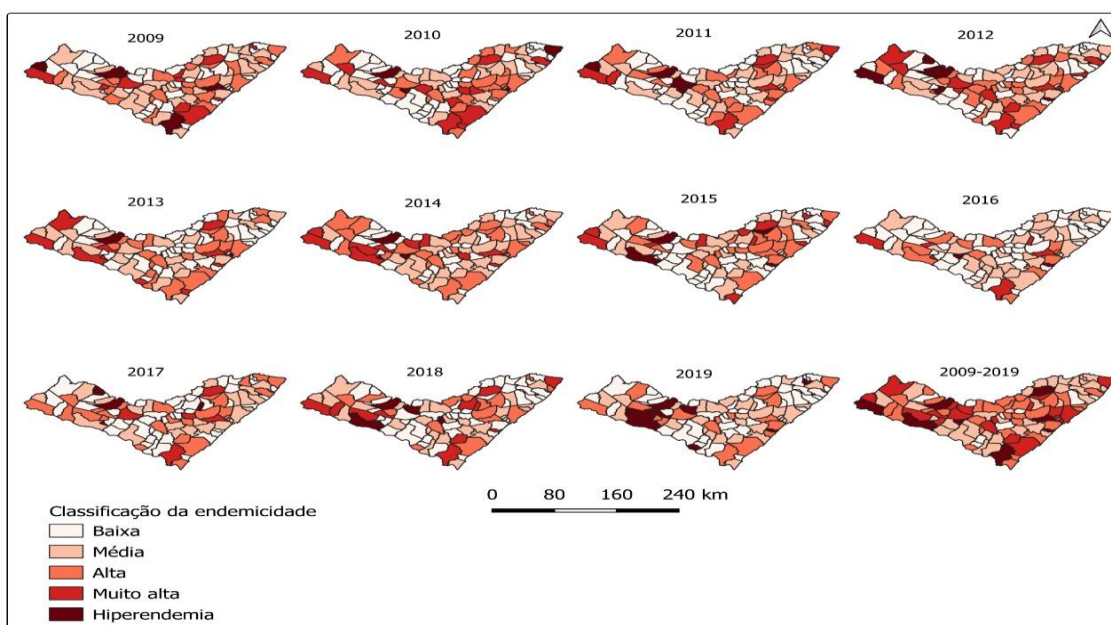 2009
2010
2011
2012
2013
2014
2015
2016
2017
2018
2019
2009-2019
0 80 160 240 km
Classificação da endemicidade
Baixa
Média
Alta
Muito alta
Hiperendemia